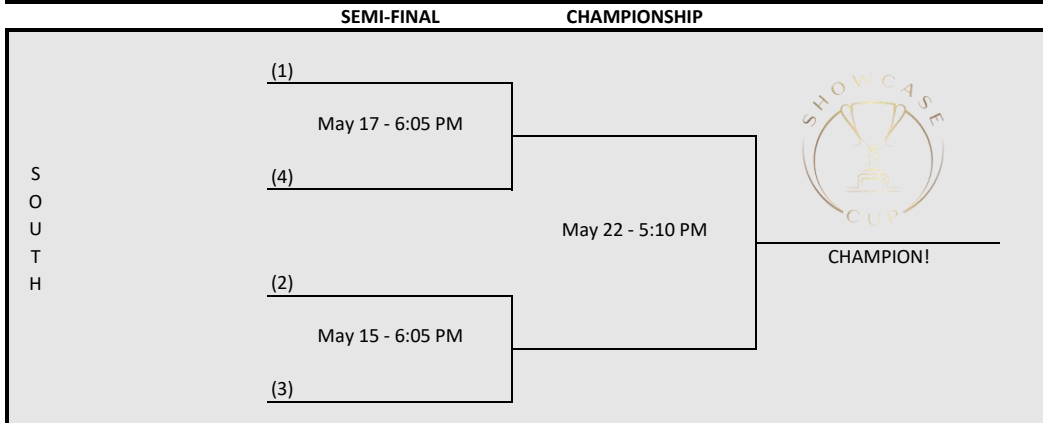 SEMI-FINAL CHAMPIONSHIP
(1)
May 17 - 6:05 PM
(4)
S
O
U
T
H
May 22 - 5:10 PM
SHOWCASE
CUP
CHAMPION!
(2)
May 15 - 6:05 PM
(3)